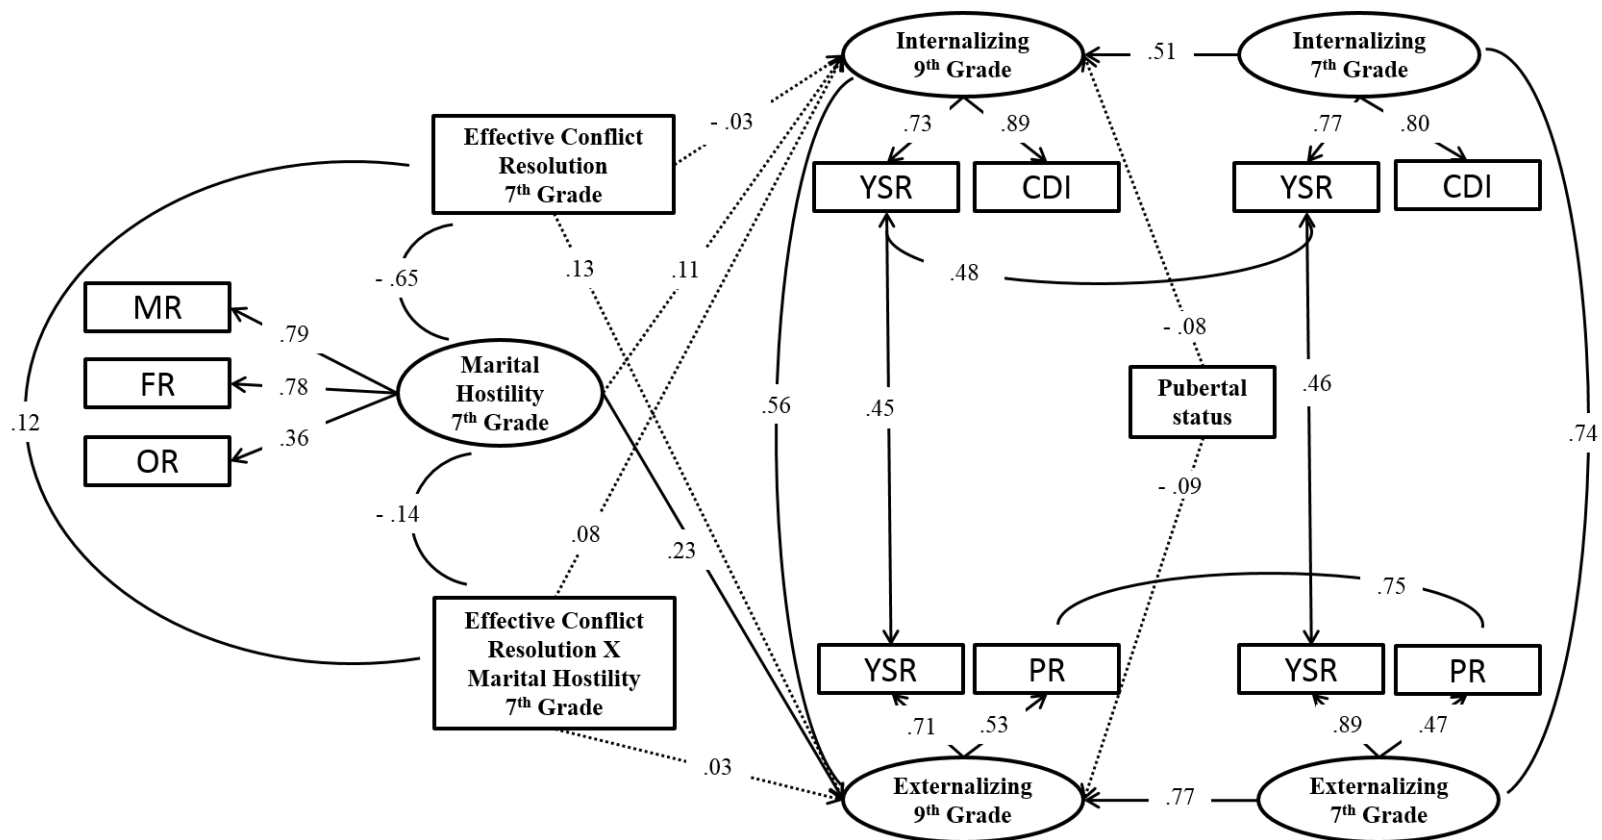 Internalizing
9th Grade
.51
Internalizing
7th Grade
- .03
.73
.89
.77
.80
Effective Conflict
Resolution
7th Grade
YSR
CDI
YSR
CDI
- .65
.13
.11
.48
MR
.79
FR
.78
OR
.36
Marital
Hostility
7th Grade
- .08
Pubertal
status
.12
.56
.45
.46
.74
- .14
.08
.23
- .09
.75
Effective Conflict
Resolution X
Marital Hostility
7th Grade
YSR
PR
YSR
PR
.71
.53
.89
.47
.03
Externalizing
9th Grade
.77
Externalizing
7th Grade